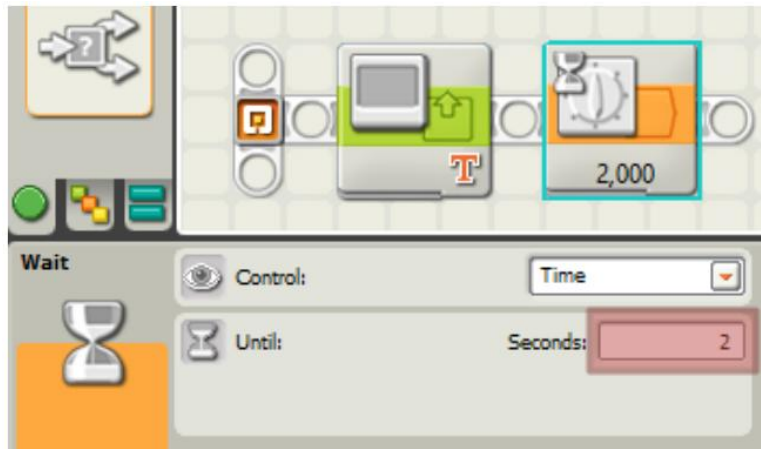 ?
T
2,000
Wait
Control:
Time
Until:
Seconds:
2